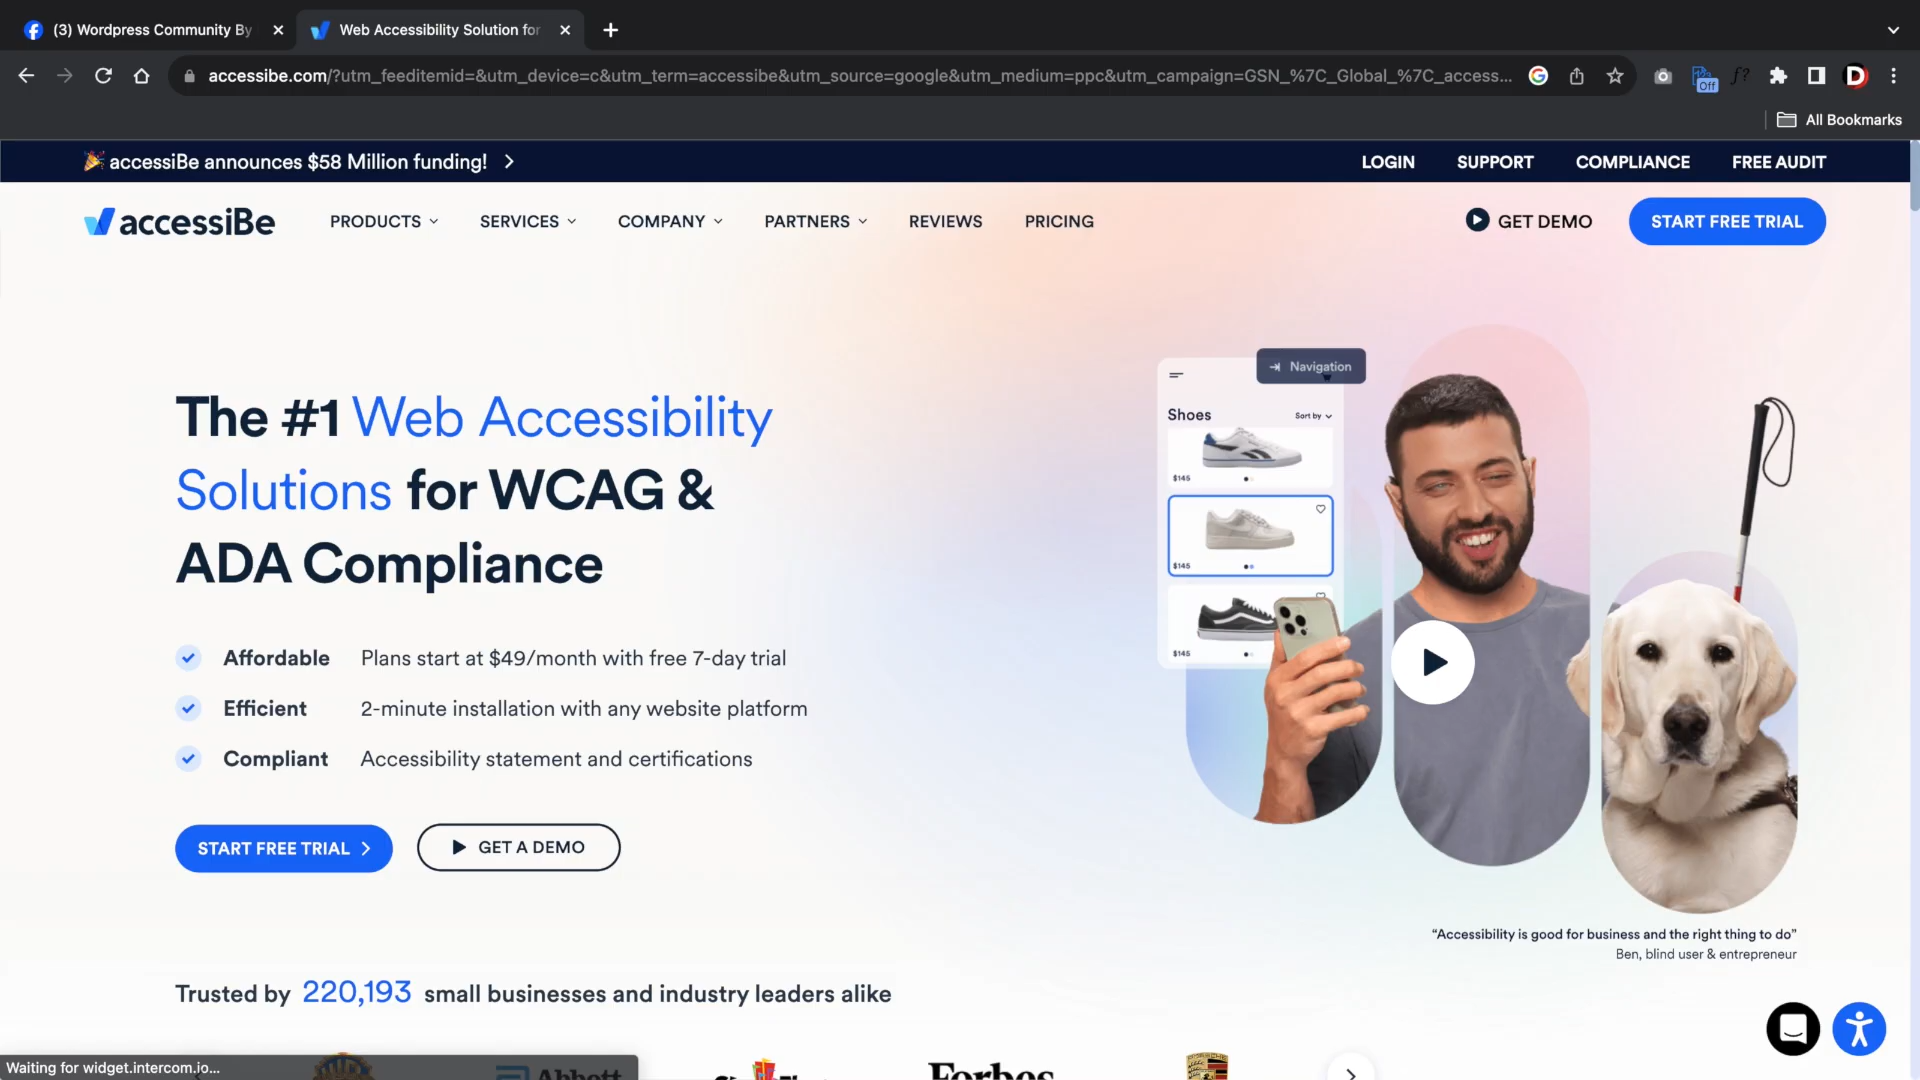 (3) Wordpress Community By
Web Accessibility Solution for
accessibe.com/?utm_feeditemid=&utm_device=c&utm_term=accessibe&utm_source=google&utm_medium=ppc&utm_campaign=GSN_%7C_Global_%7C_access...
Off
f?
D
All Bookmarks
🎉 accessiBe announces $58 Million funding!
LOGIN
SUPPORT
COMPLIANCE
FREE AUDIT
accessiBe
PRODUCTS
SERVICES
COMPANY
PARTNERS
REVIEWS
PRICING
GET DEMO
START FREE TRIAL
The #1 Web Accessibility
Solutions for WCAG &
ADA Compliance
Affordable Plans start at $49/month with free 7-day trial
Efficient 2-minute installation with any website platform
Compliant Accessibility statement and certifications
START FREE TRIAL
GET A DEMO
Navigation
Shoes
Sort by
$145
$145
$145
“Accessibility is good for business and the right thing to do”
Ben, blind user & entrepreneur
Trusted by 220,193 small businesses and industry leaders alike
Abbott
Forbes
Waiting for widget.intercom.io...